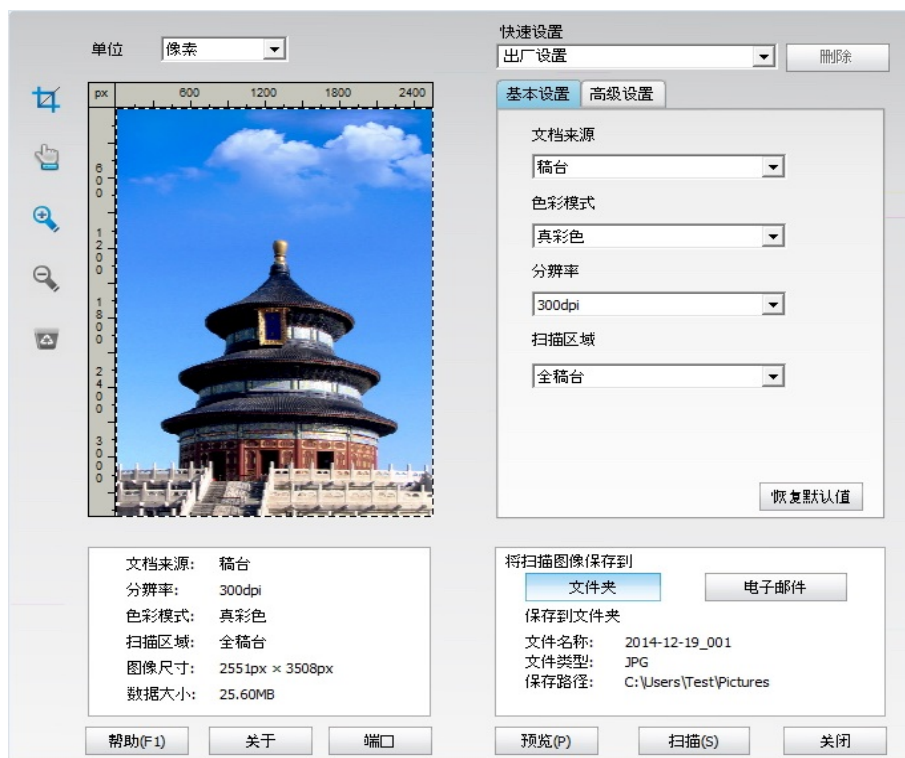 单位 像索
快速设置
出厂设置 删除
px 600 1200 1800 2400
600
1200
1800
2400
3000
基本设置 高级设置
文档来源
稿台
色彩模式
真彩色
分辨率
300dpi
扫描区域
全稿台
恢复默认值
文档来源: 稿台
分辨率: 300dpi
色彩模式: 真彩色
扫描区域: 全稿台
图像尺寸: 2551px × 3508px
数据大小: 25.60MB
将扫描图像保存到
文件夹 电子邮件
保存到文件夹
文件名称: 2014-12-19_001
文件类型: JPG
保存路径: C:\Users\Test\Pictures
帮助(F1) 关于 端口 预览(P) 扫描(S) 关闭